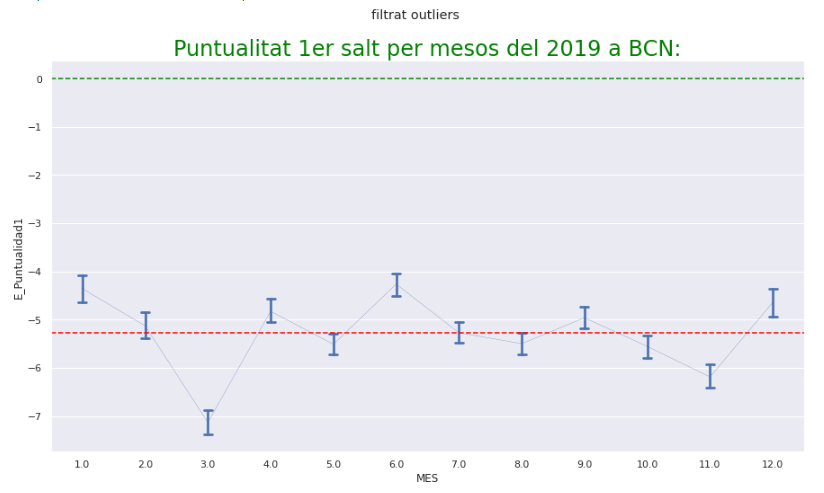 filtrat outliers
Puntualitat 1er salt per mesos del 2019 a BCN:
0
−1
−2
−3
−4
−5
−6
−7
E_Puntualidad1
1.0 2.0 3.0 4.0 5.0 6.0 7.0 8.0 9.0 10.0 11.0 12.0
MES